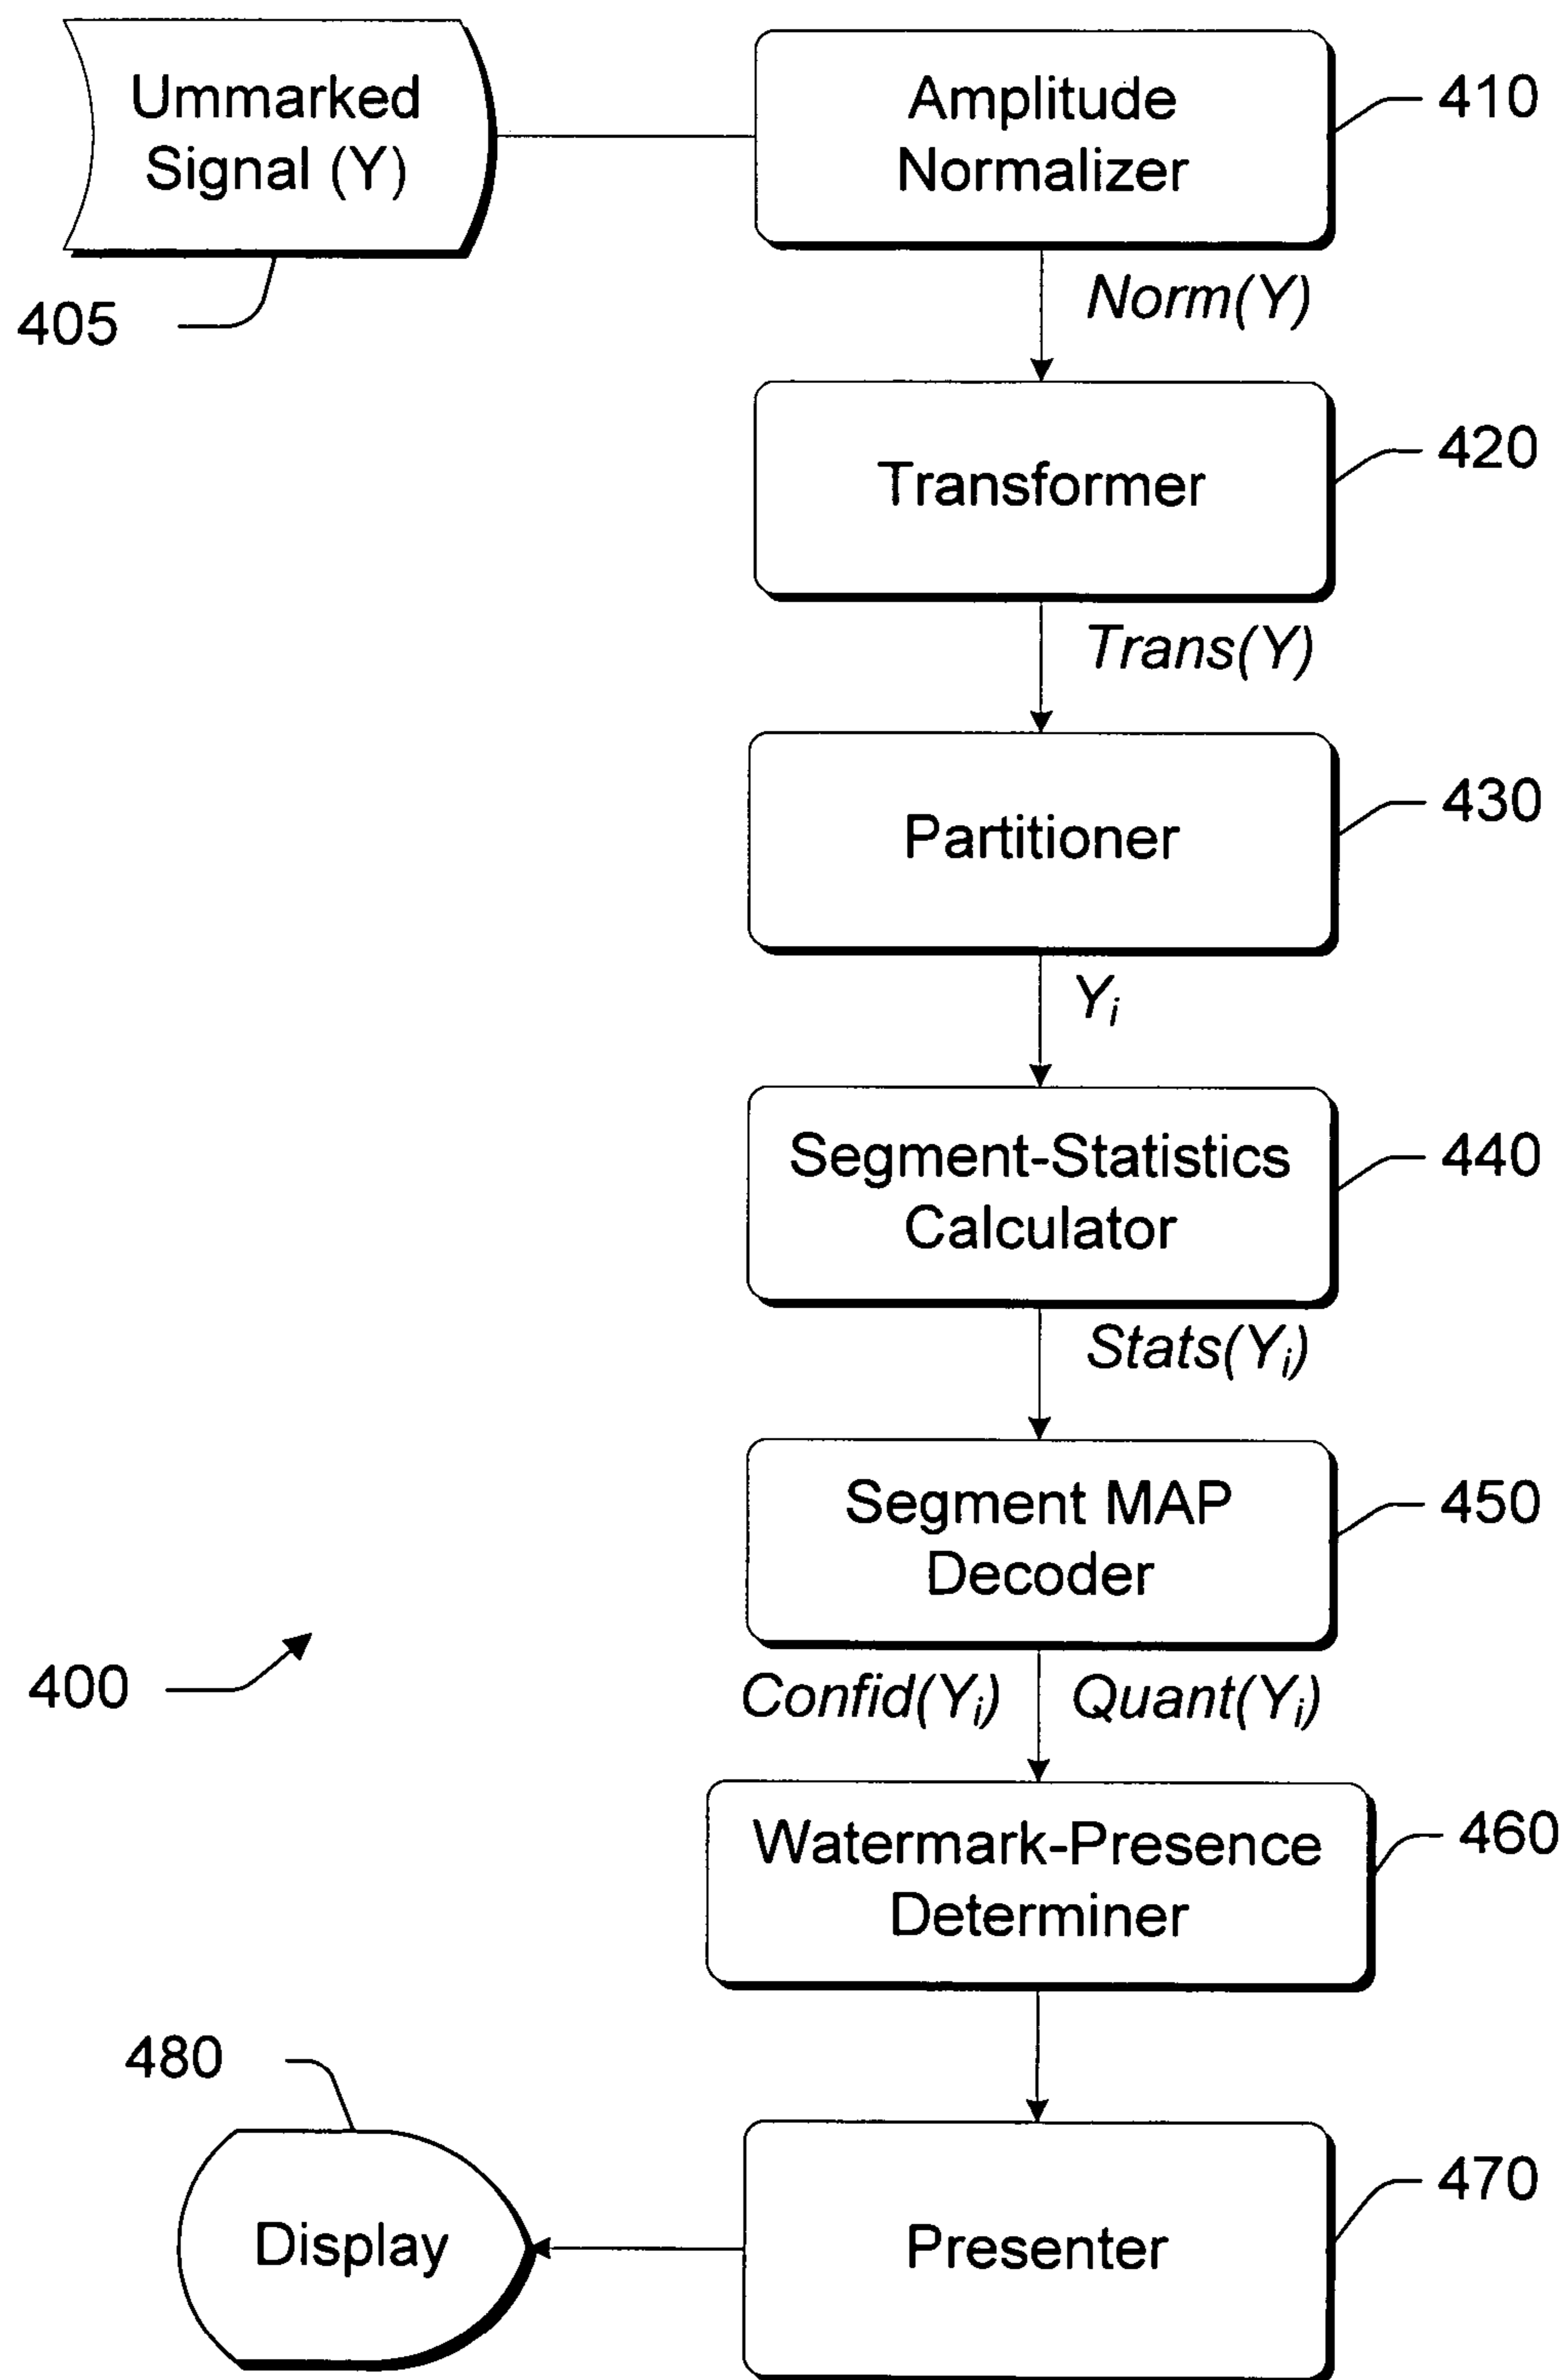 Ummarked
Signal (Y)
405
Amplitude
Normalizer
410
Norm(Y)
Transformer
420
Trans(Y)
Partitioner
430
Yi
Segment-Statistics
Calculator
440
Stats(Yi)
Segment MAP
Decoder
450
400
Confid(Yi) Quant(Yi)
Watermark-Presence
Determiner
460
480
Display
Presenter
470